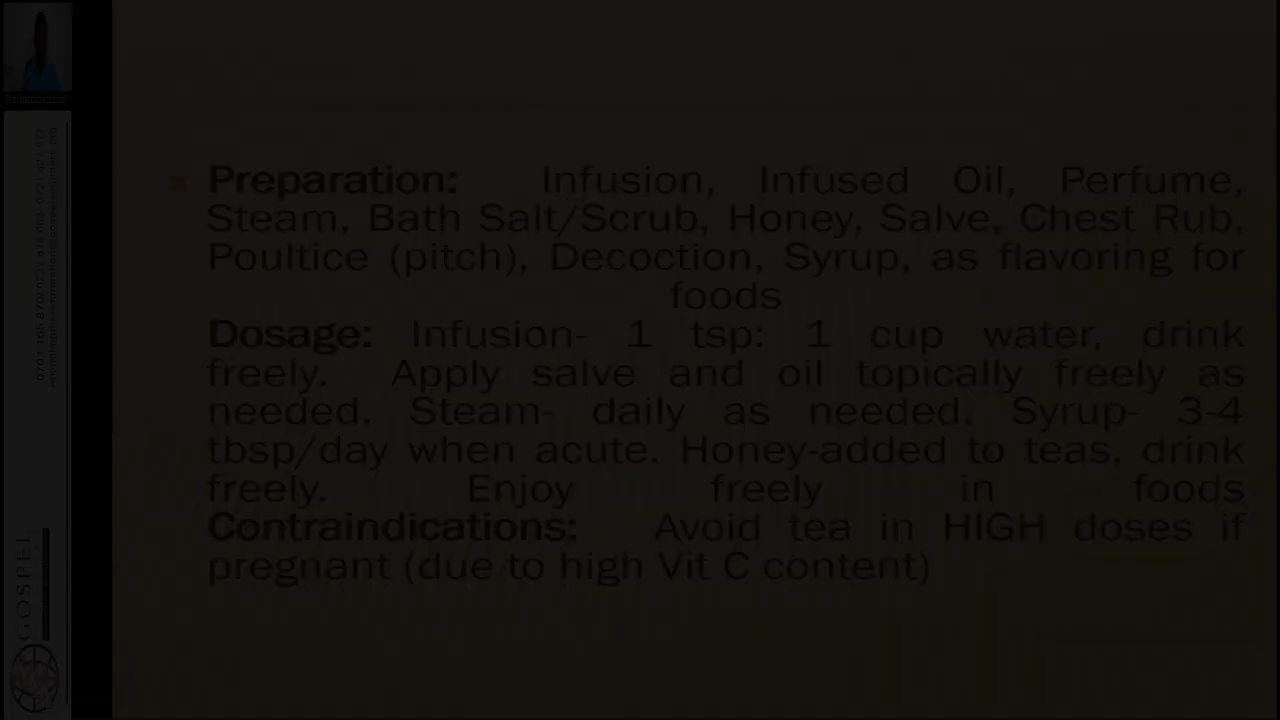 Preparation: Infusion, Infused Oil, Perfume,
Steam, Bath Salt/Scrub, Honey, Salve, Chest Rub,
Poultice (pitch), Decoction, Syrup, as flavoring for
foods
Dosage: Infusion- 1 tsp: 1 cup water, drink
freely. Apply salve and oil topically freely as
needed. Steam- daily as needed. Syrup- 3-4
tbsp/day when acute. Honey-added to teas, drink
freely. Enjoy freely in foods
Contraindications: Avoid tea in HIGH doses if
pregnant (due to high Vit C content)
GOSPEL